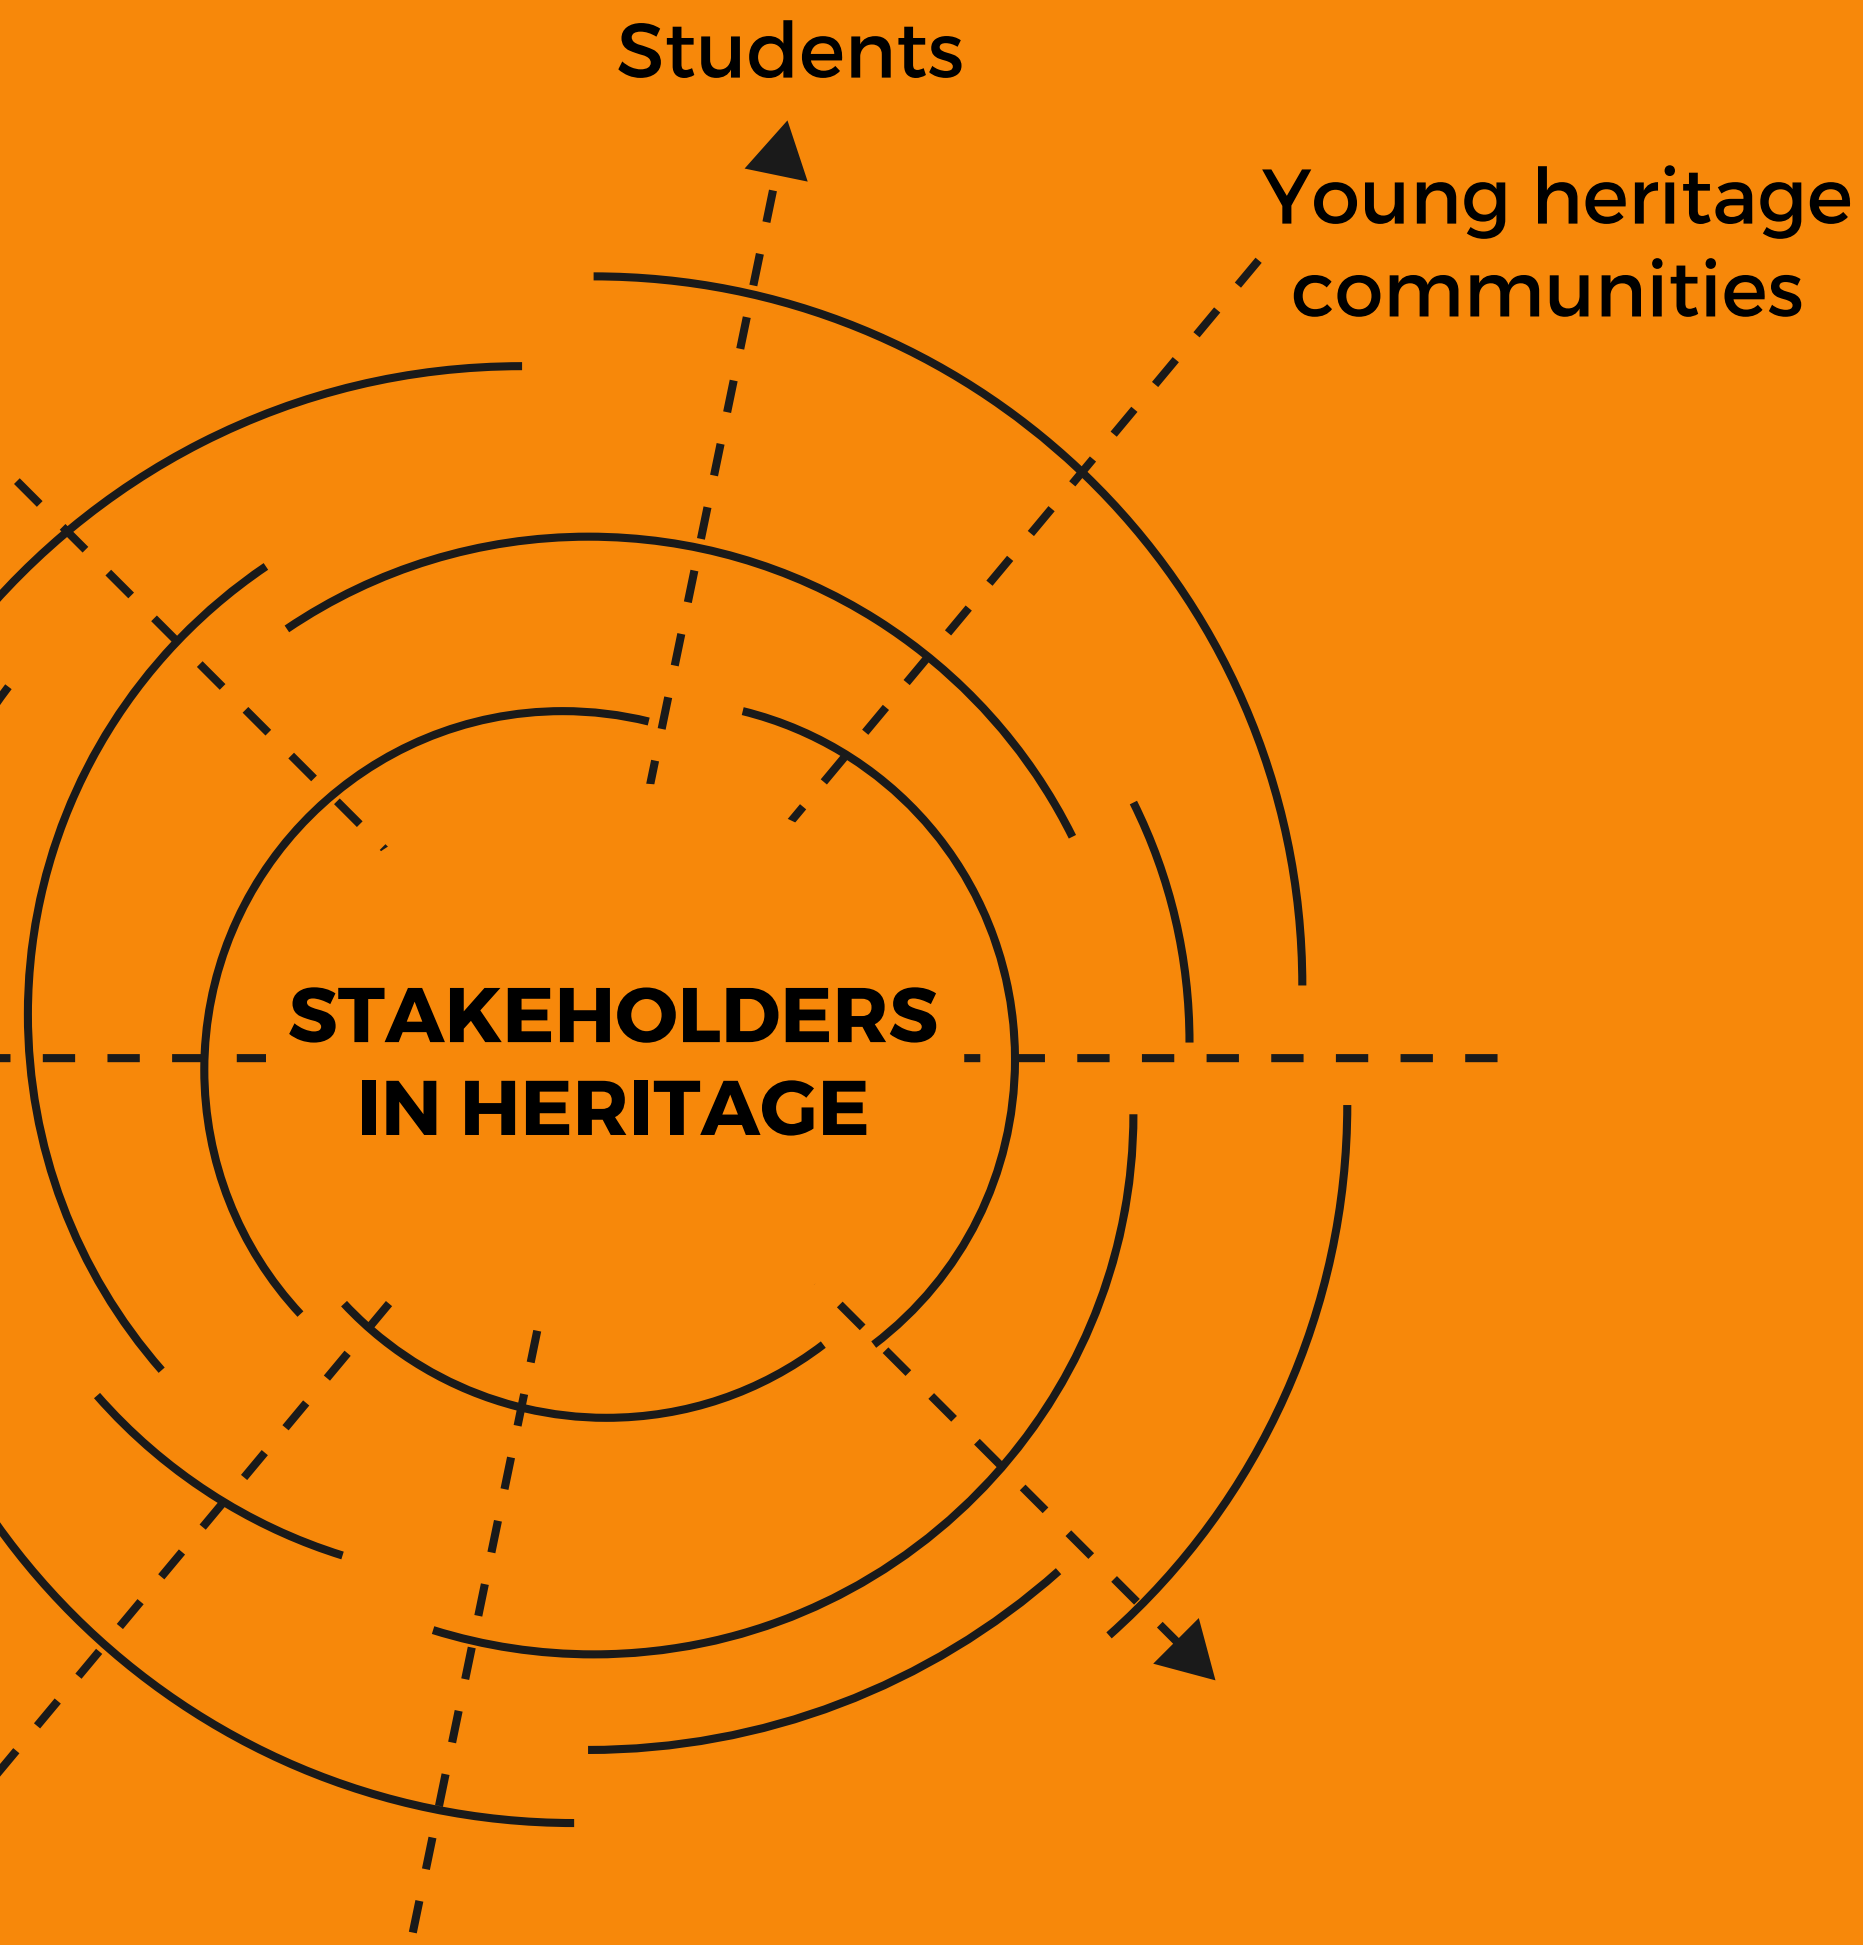 Students
Young heritage
communities
STAKEHOLDERS
IN HERITAGE